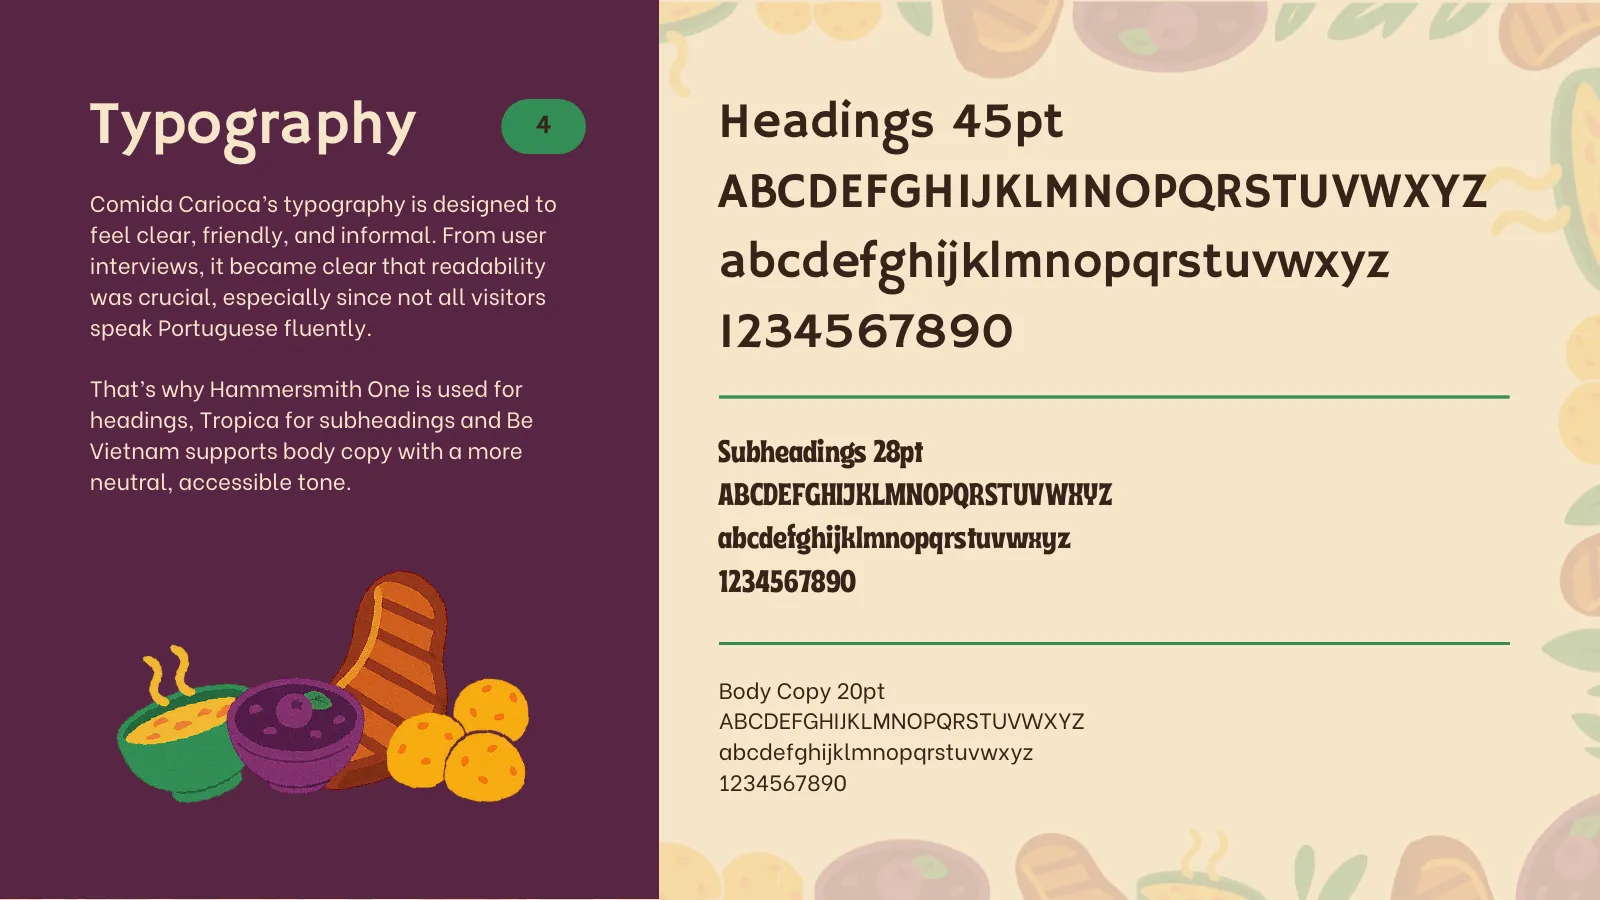 Typography
4
Comida Carioca’s typography is designed to
feel clear, friendly, and informal. From user
interviews, it became clear that readability
was crucial, especially since not all visitors
speak Portuguese fluently.
That’s why Hammersmith One is used for
headings, Tropica for subheadings and Be
Vietnam supports body copy with a more
neutral, accessible tone.
Headings 45pt
ABCDEFGHIJKLMNOPQRSTUVWXYZ
abcdefghijklmnopqrstuvwxyz
1234567890
Subheadings 28pt
ABCDEFGHIJKLMNOPQRSTUVWXYZ
abcdefghijklmnopqrstuvwxyz
1234567890
Body Copy 20pt
ABCDEFGHIJKLMNOPQRSTUVWXYZ
abcdefghijklmnopqrstuvwxyz
1234567890